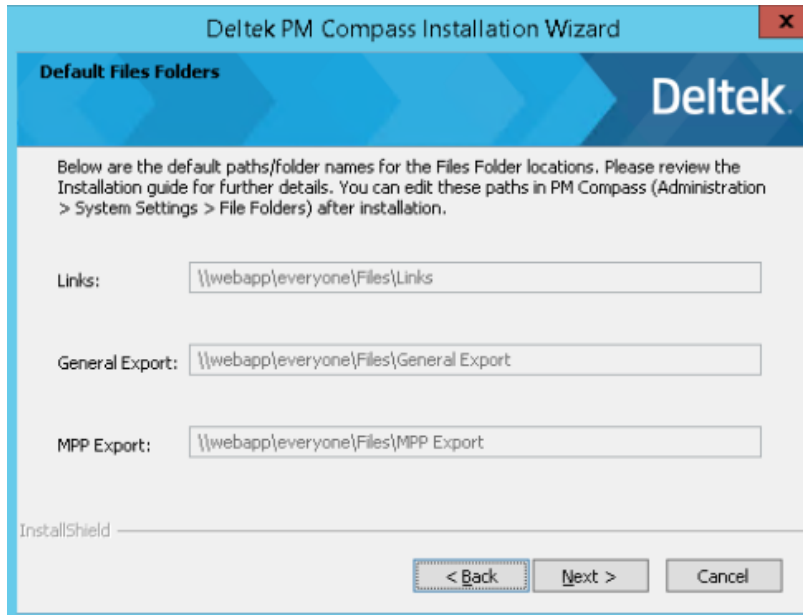 Deltek PM Compass Installation Wizard
x
Default Files Folders
Deltek.
Below are the default paths/folder names for the Files Folder locations. Please review the
Installation guide for further details. You can edit these paths in PM Compass (Administration
> System Settings > File Folders) after installation.
Links: \\webapp\everyone\Files\Links
General Export: \\webapp\everyone\Files\General Export
MPP Export: \\webapp\everyone\Files\MPP Export
InstallShield
< Back Next > Cancel